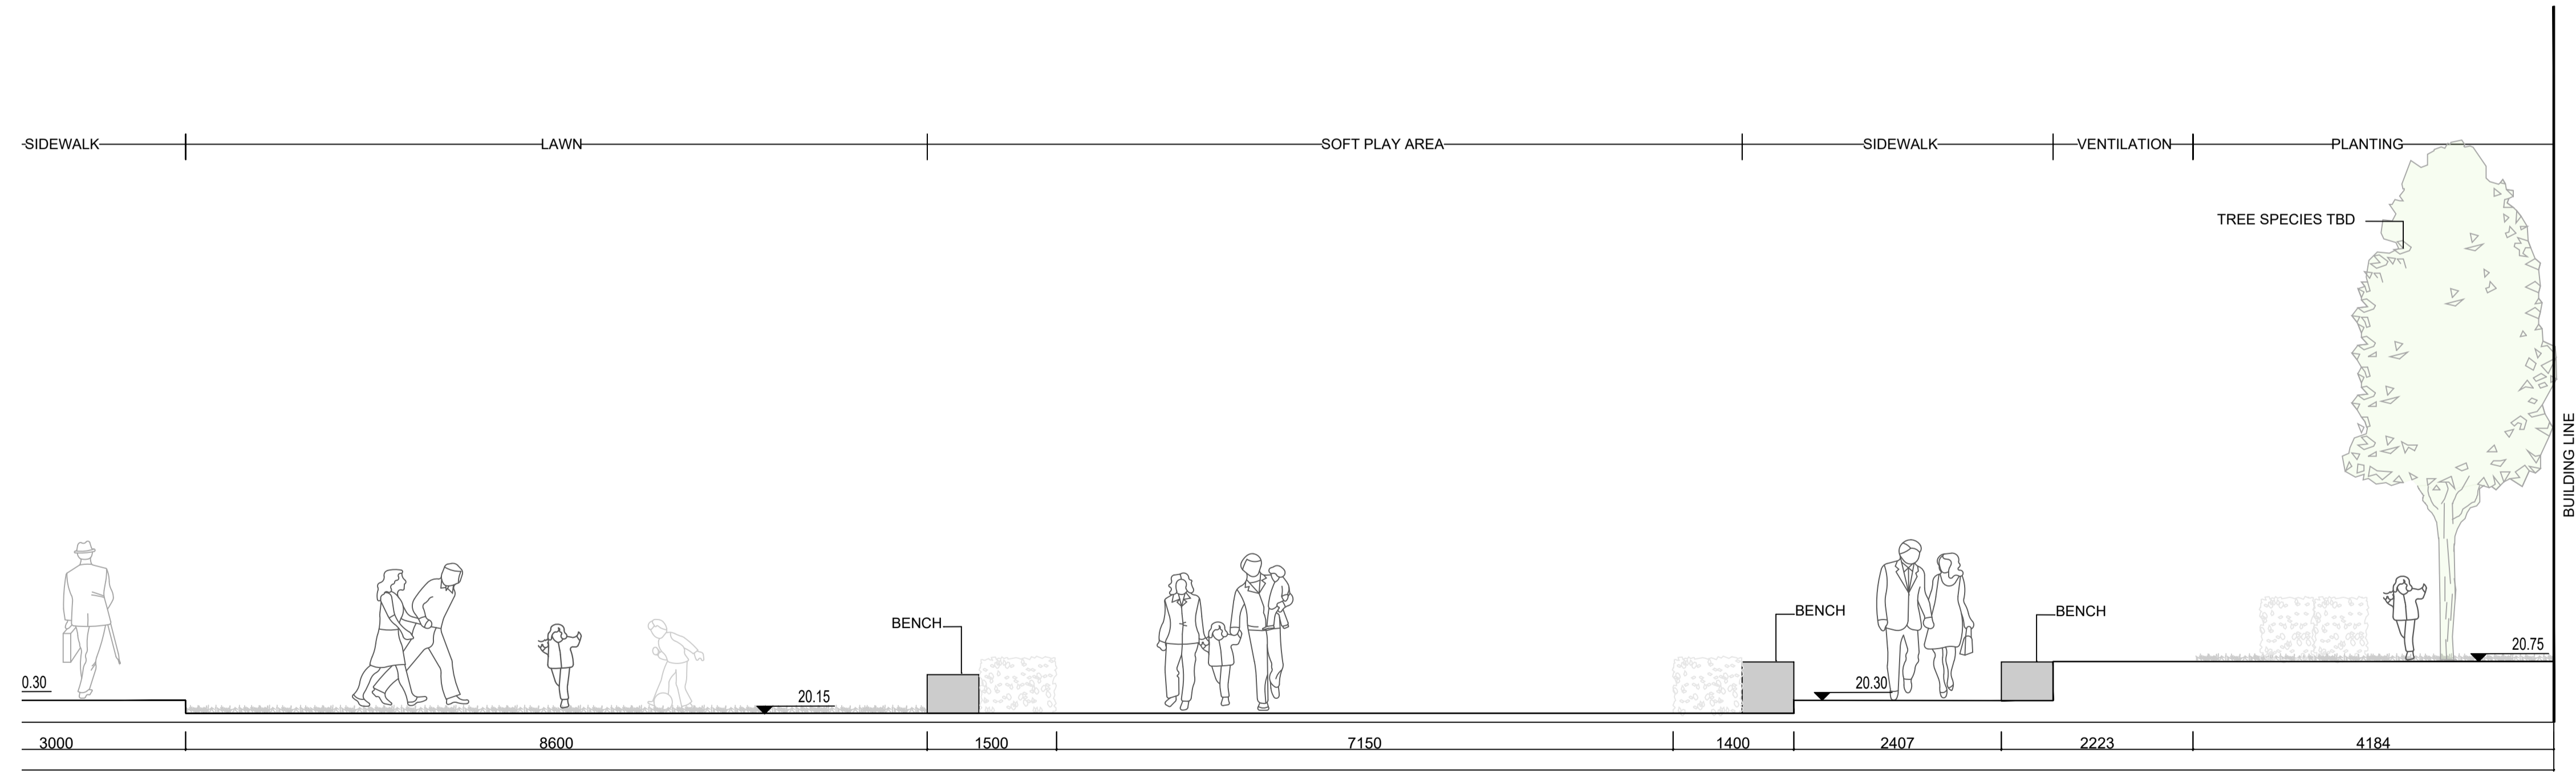 SIDEWALK
LAWN
SOFT PLAY AREA
SIDEWALK
VENTILATION
PLANTING
TREE SPECIES TBD
BUILDING LINE
BENCH
BENCH
BENCH
20.75
0.30
20.15
20.30
3000
8600
1500
7150
1400
2407
2223
4184